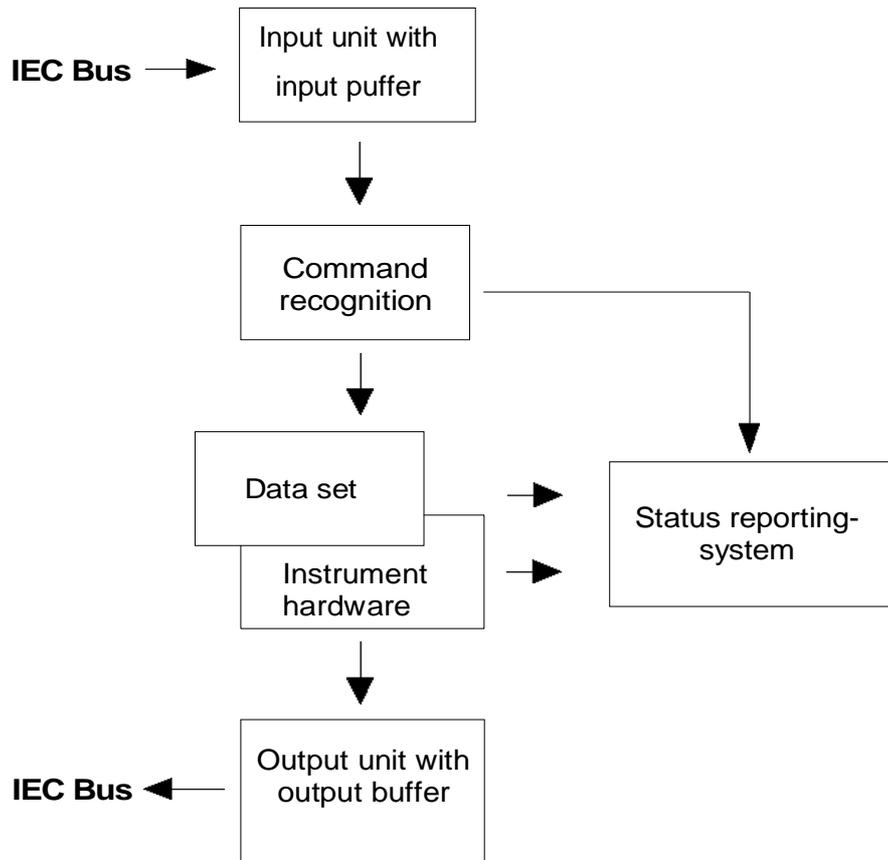 Input unit with
IEC Bus
input puffer
Command
recognition
Data set
Status reporting-
system
Instrument
hardware
Output unit with
IEC Bus
output buffer